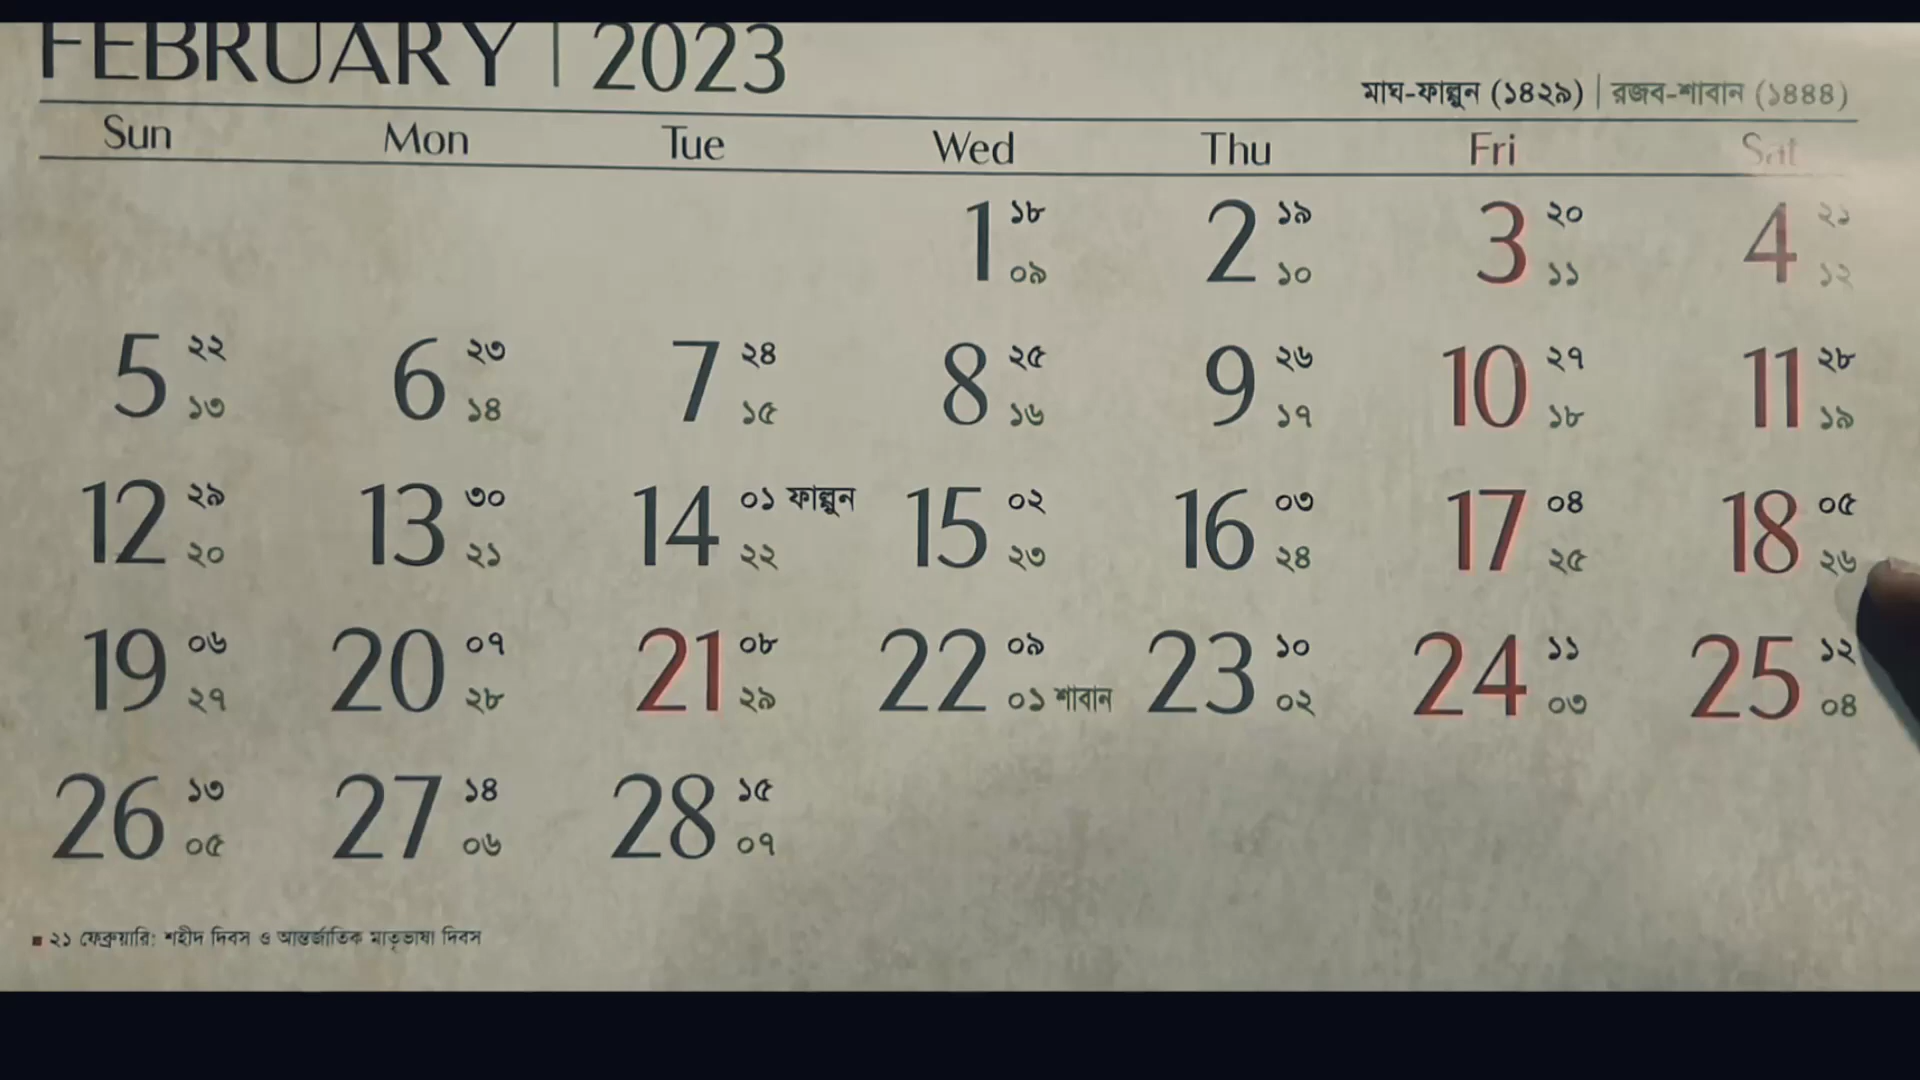 FEBRUARY | 2023
মাঘ-ফাল্গুন (১৪২৯) | রজব-শাবান (১৪৪৪)
Sun Mon Tue Wed Thu Fri Sat
1 ১৮ ০৯ 2 ১৯ ১০ 3 ২০ ১১ 4 ২১ ১২
5 ২২ ১৩ 6 ২৩ ১৪ 7 ২৪ ১৫ 8 ২৫ ১৬ 9 ২৬ ১৭ 10 ২৭ ১৮ 11 ২৮ ১৯
12 ২৯ ২০ 13 ৩০ ২১ 14 ০১ ফাল্গুন ২২ 15 ০২ ২৩ 16 ০৩ ২৪ 17 ০৪ ২৫ 18 ০৫ ২৬
19 ০৬ ২৭ 20 ০৭ ২৮ 21 ০৮ ২৯ 22 ০৯ ০১ শাবান 23 ১০ ০২ 24 ১১ ০৩ 25 ১২ ০৪
26 ১৩ ০৫ 27 ১৪ ০৬ 28 ১৫ ০৭
২১ ফেব্রুয়ারি: শহীদ দিবস ও আন্তর্জাতিক মাতৃভাষা দিবস